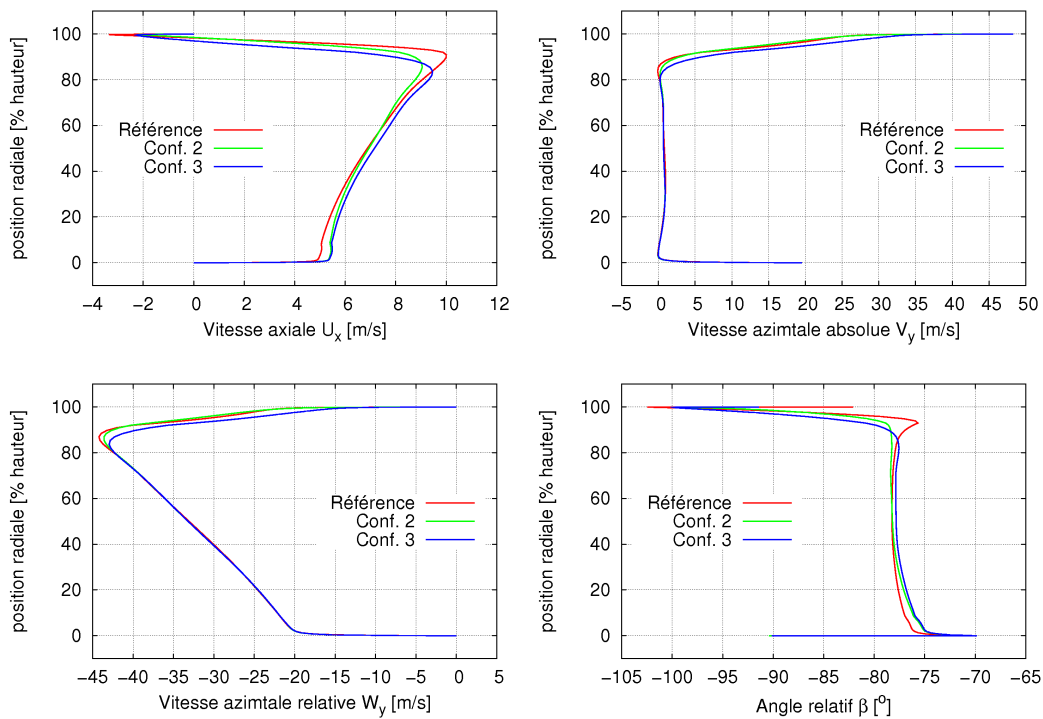 position radiale [% hauteur]
100
80
60
40
20
0
Référence
Conf. 2
Conf. 3
−4 −2 0 2 4 6 8 10 12
Vitesse axiale Ux [m/s]
position radiale [% hauteur]
100
80
60
40
20
0
Référence
Conf. 2
Conf. 3
−5 0 5 10 15 20 25 30 35 40 45 50
Vitesse azimtale absolue Vy [m/s]
position radiale [% hauteur]
100
80
60
40
20
0
Référence
Conf. 2
Conf. 3
−45 −40 −35 −30 −25 −20 −15 −10 −5 0 5
Vitesse azimtale relative Wy [m/s]
position radiale [% hauteur]
100
80
60
40
20
0
Référence
Conf. 2
Conf. 3
−105 −100 −95 −90 −85 −80 −75 −70 −65
Angle relatif β [o]